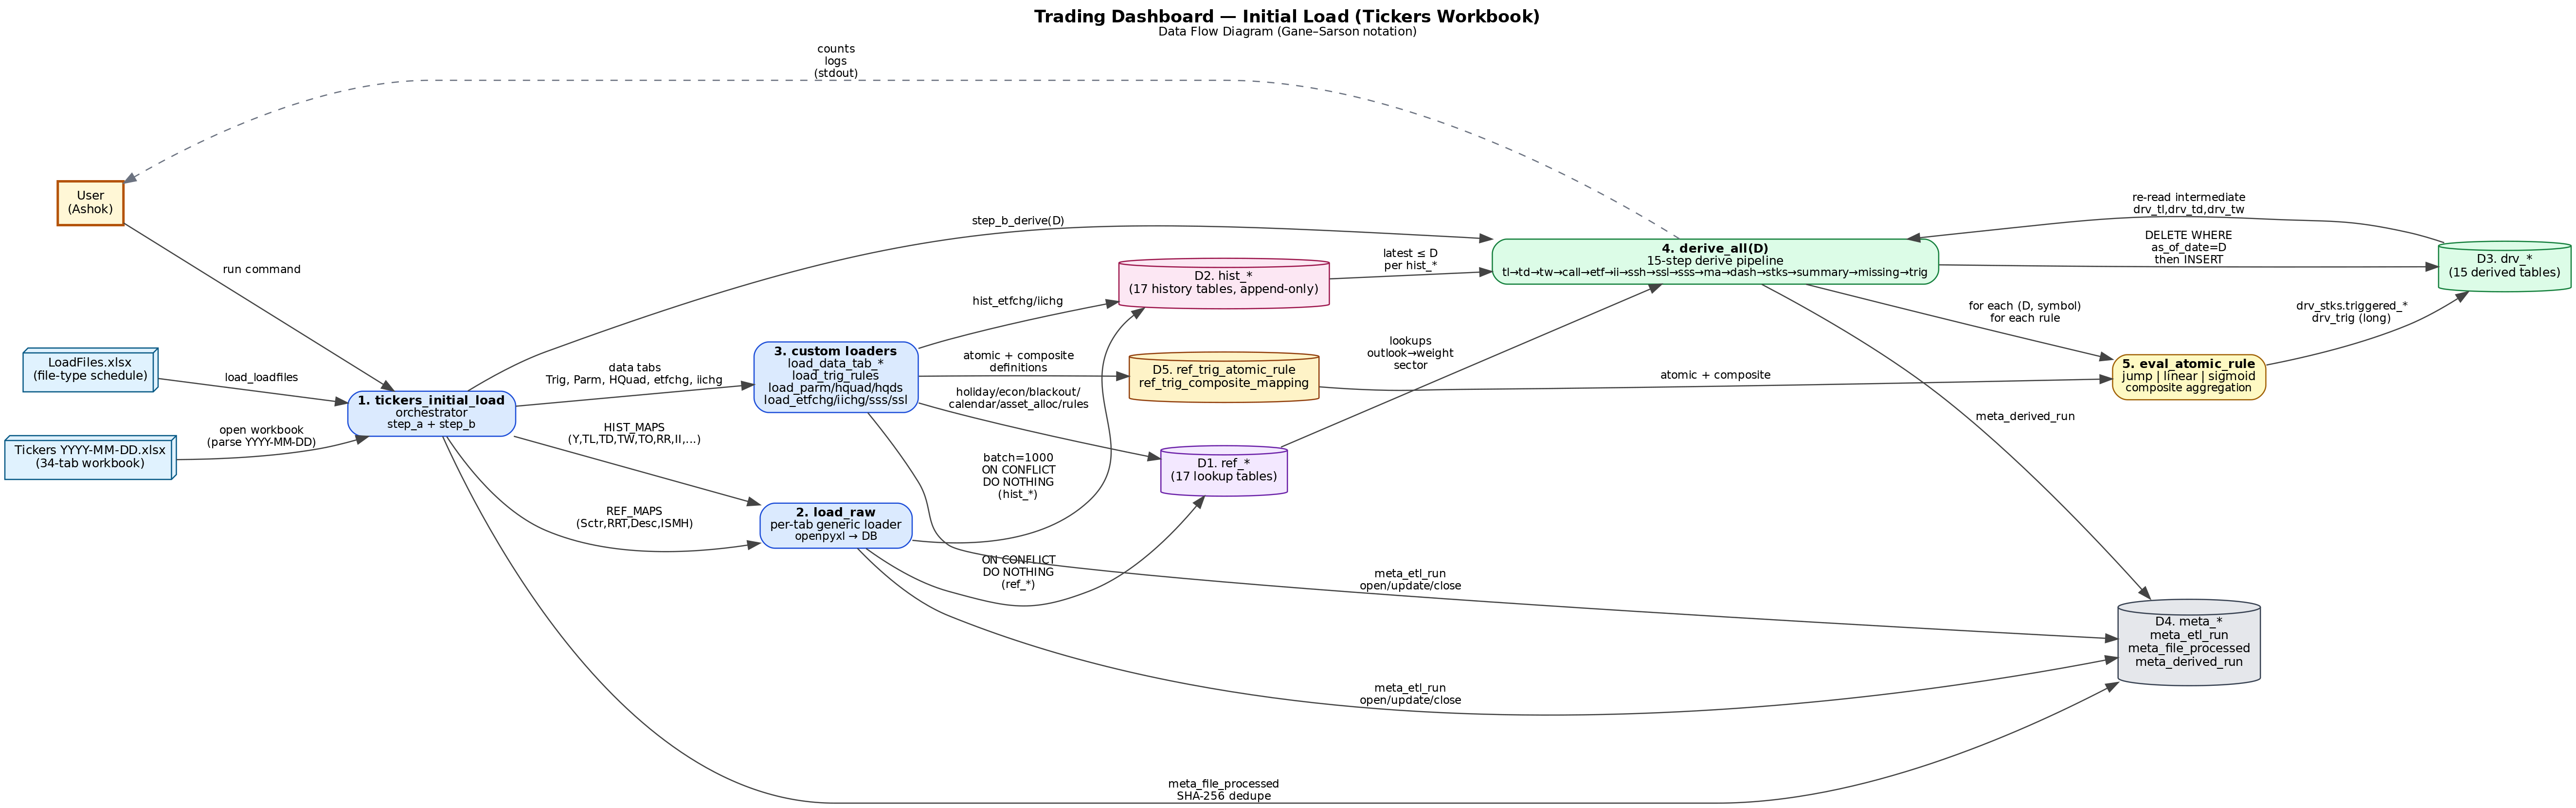 Trading Dashboard — Initial Load (Tickers Workbook)
Data Flow Diagram (Gane–Sarson notation)
counts
logs
(stdout)
User
(Ashok)
run command
LoadFiles.xlsx
(file-type schedule)
load_loadfiles
Tickers YYYY-MM-DD.xlsx
(34-tab workbook)
open workbook
(parse YYYY-MM-DD)
1. tickers_initial_load
orchestrator
step_a + step_b
step_b_derive(D)
data tabs
Trig, Parm, HQuad, etfchg, iichg
HIST_MAPS
(Y,TL,TD,TW,TO,RR,II,...)
REF_MAPS
(Sctr,RRT,Desc,ISMH)
3. custom loaders
load_data_tab_*
load_trig_rules
load_parm/hquad/hqds
load_etfchg/iichg/sss/ssl
2. load_raw
per-tab generic loader
openpyxl → DB
hist_etfchg/iichg
atomic + composite
definitions
holiday/econ/blackout/
calendar/asset_alloc/rules
batch=1000
ON CONFLICT
DO NOTHING
(hist_*)
ON CONFLICT
DO NOTHING
(ref_*)
D2. hist_*
(17 history tables, append-only)
D5. ref_trig_atomic_rule
ref_trig_composite_mapping
D1. ref_*
(17 lookup tables)
latest ≤ D
per hist_*
lookups
outlook→weight
sector
atomic + composite
meta_etl_run
open/update/close
meta_etl_run
open/update/close
meta_file_processed
SHA-256 dedupe
4. derive_all(D)
15-step derive pipeline
tl→td→tw→call→etf→ii→ssh→ssl→sss→ma→dash→stks→summary→missing→trig
re-read intermediate
drv_tl,drv_td,drv_tw
DELETE WHERE
as_of_date=D
then INSERT
for each (D, symbol)
for each rule
drv_stks.triggered_*
drv_trig (long)
meta_derived_run
5. eval_atomic_rule
jump | linear | sigmoid
composite aggregation
D3. drv_*
(15 derived tables)
D4. meta_*
meta_etl_run
meta_file_processed
meta_derived_run